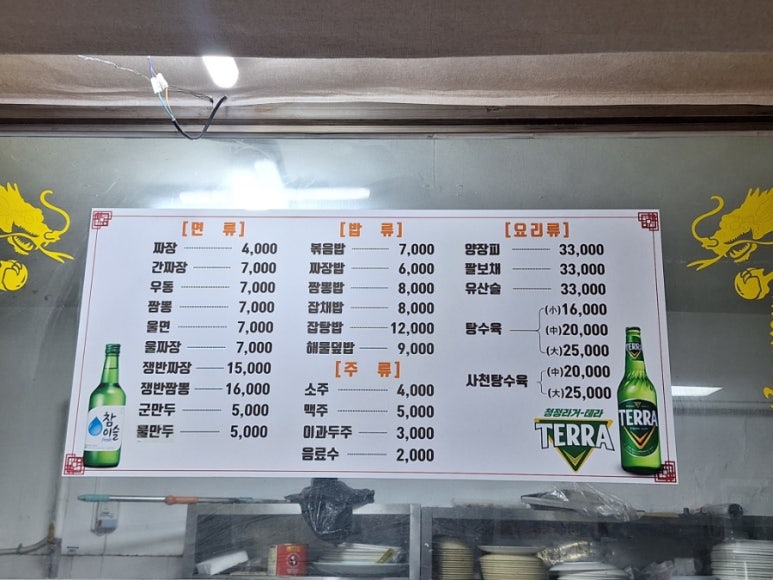 [면 류]
짜장 4,000
간짜장 7,000
우동 7,000
짬뽕 7,000
울면 7,000
울짜장 7,000
쟁반짜장 15,000
쟁반짬뽕 16,000
군만두 5,000
물만두 5,000
[밥 류]
볶음밥 7,000
짜장밥 6,000
짬뽕밥 8,000
잡채밥 8,000
잡탕밥 12,000
해물덮밥 9,000
[주 류]
소주 4,000
맥주 5,000
이과두주 3,000
음료수 2,000
[요리류]
양장피 33,000
팔보채 33,000
유산슬 33,000
탕수육
(小)16,000
(中)20,000
(大)25,000
사천탕수육
(中)20,000
(大)25,000
청정라거-테라
TERRA
참이슬
fresh
TERRA
TERRA